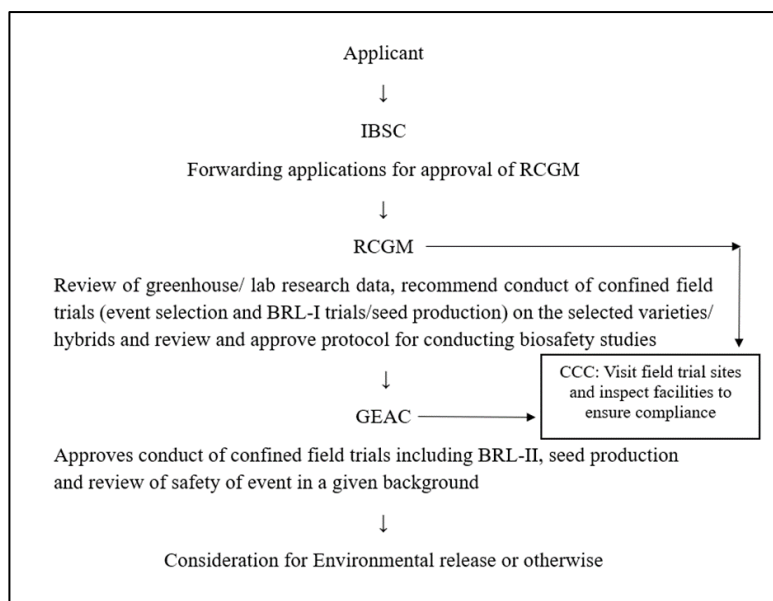 Applicant
↓
IBSC
Forwarding applications for approval of RCGM
↓
RCGM
Review of greenhouse/ lab research data, recommend conduct of confined field
trials (event selection and BRL-I trials/seed production) on the selected varieties/
hybrids and review and approve protocol for conducting biosafety studies
↓
CCC: Visit field trial sites
and inspect facilities to
ensure compliance
GEAC
Approves conduct of confined field trials including BRL-II, seed production
and review of safety of event in a given background
↓
Consideration for Environmental release or otherwise